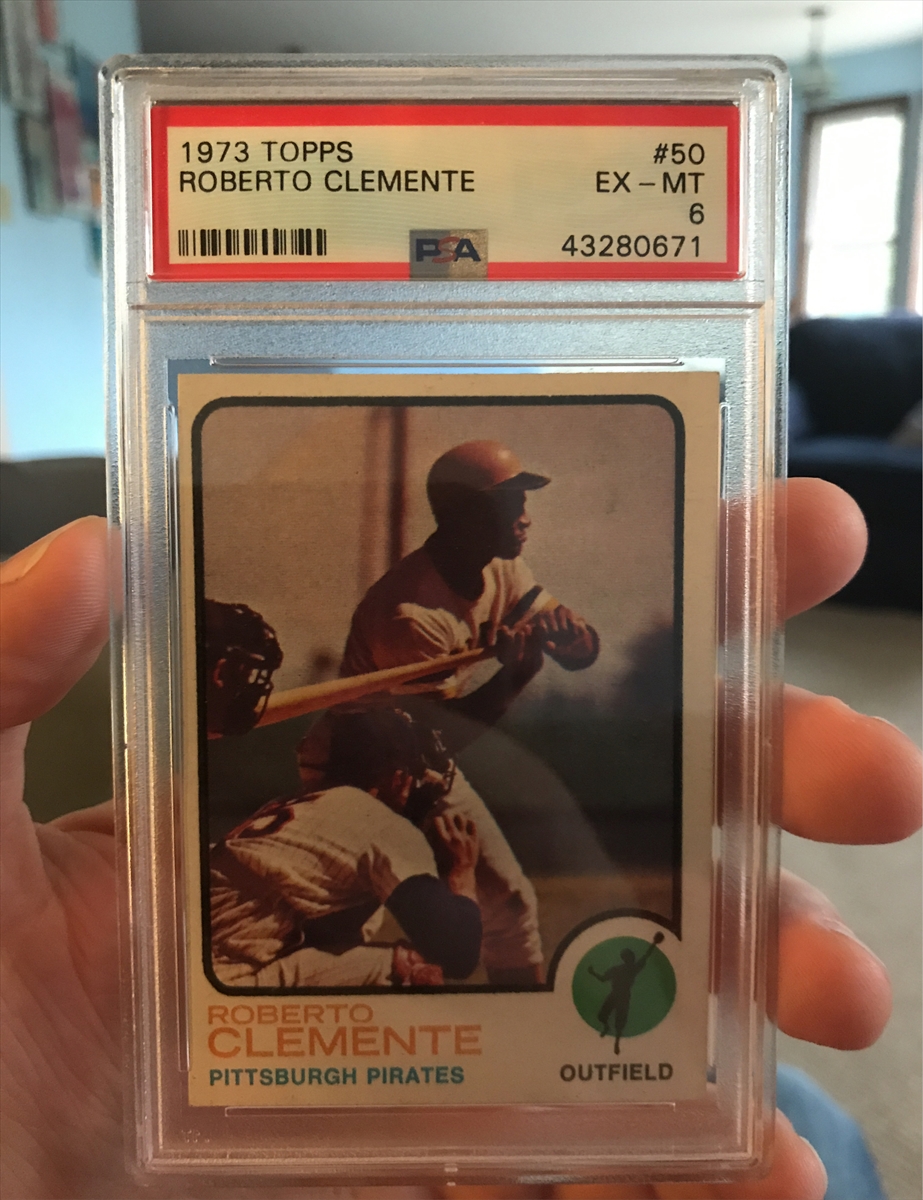 1973 TOPPS #50
ROBERTO CLEMENTE EX - MT
6
PSA 43280671
ROBERTO
CLEMENTE
PITTSBURGH PIRATES OUTFIELD